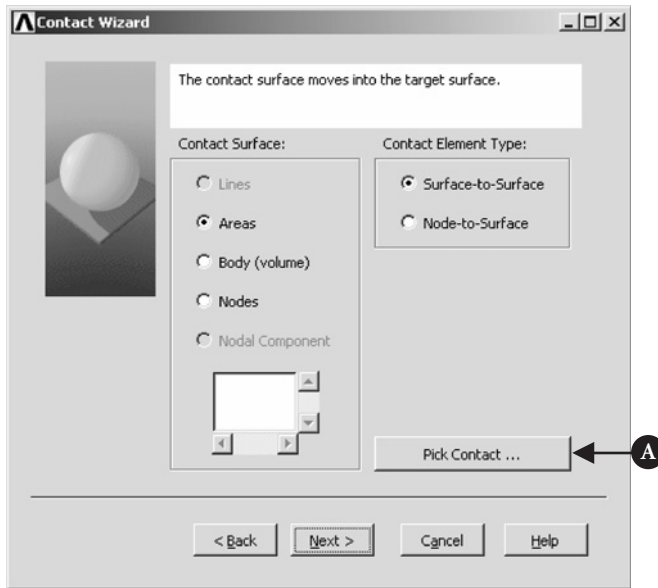 Contact Wizard
The contact surface moves into the target surface.
Contact Surface:
Lines
Areas
Body (volume)
Nodes
Nodal Component
Contact Element Type:
Surface-to-Surface
Node-to-Surface
Pick Contact ...
A
< Back
Next >
Cancel
Help